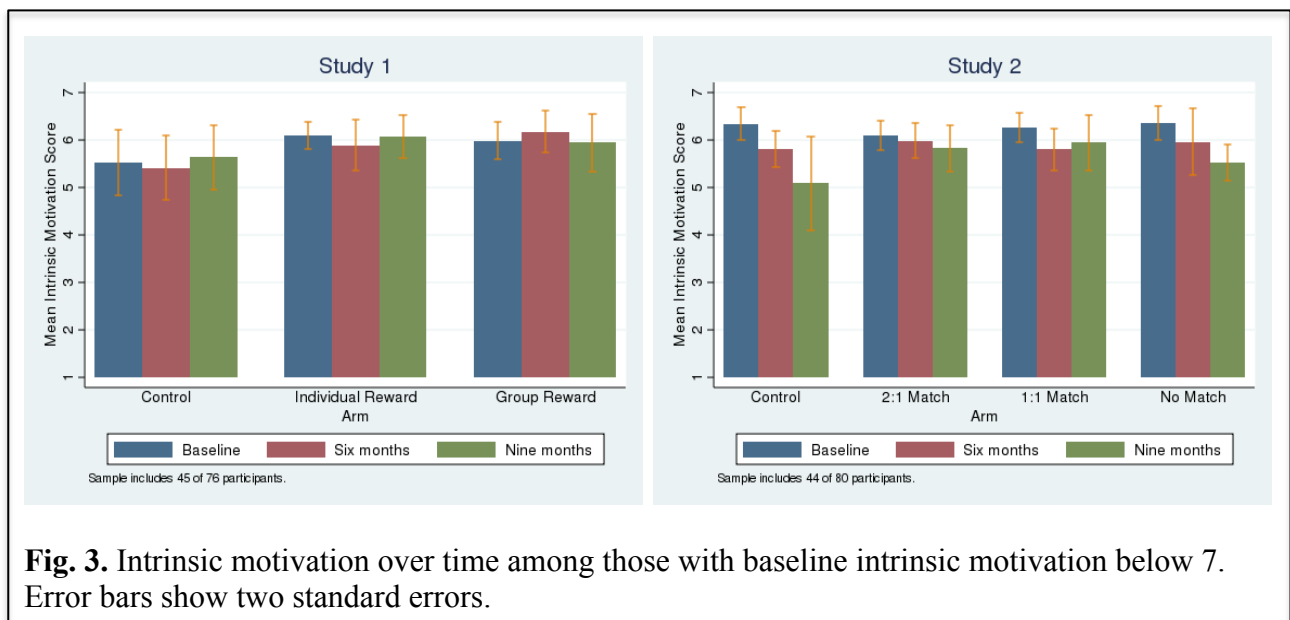 Study 1
Mean Intrinsic Motivation Score
7
6
5
4
3
2
1
Control
Individual Reward
Group Reward
Arm
Baseline
Six months
Nine months
Sample includes 45 of 76 participants.
Study 2
Mean Intrinsic Motivation Score
7
6
5
4
3
2
1
Control
2:1 Match
1:1 Match
No Match
Arm
Baseline
Six months
Nine months
Sample includes 44 of 80 participants.
Fig. 3. Intrinsic motivation over time among those with baseline intrinsic motivation below 7.
Error bars show two standard errors.